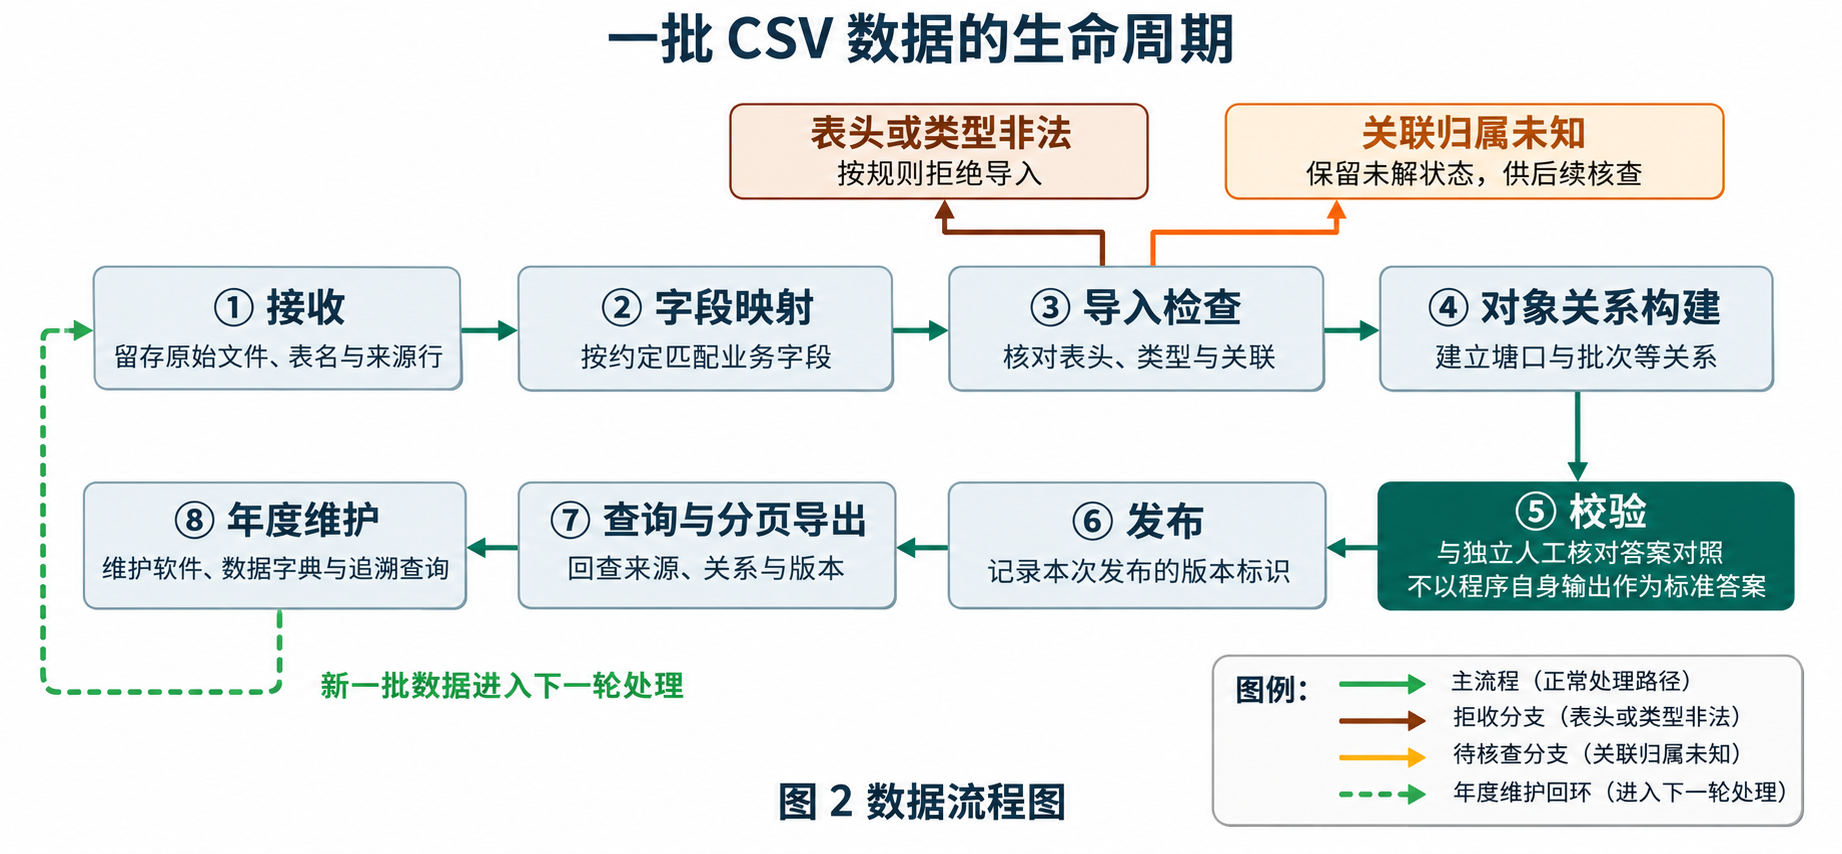 一批 CSV 数据的生命周期
表头或类型非法
按规则拒绝导入
关联归属未知
保留未解状态，供后续核查
① 接收
留存原始文件、表名与来源行
② 字段映射
按约定匹配业务字段
③ 导入检查
核对表头、类型与关联
④ 对象关系构建
建立塘口与批次等关系
⑧ 年度维护
维护软件、数据字典与追溯查询
⑦ 查询与分页导出
回查来源、关系与版本
⑥ 发布
记录本次发布的版本标识
⑤ 校验
与独立人工核对答案对照
不以程序自身输出作为标准答案
新一批数据进入下一轮处理
图例：
主流程（正常处理路径）
拒收分支（表头或类型非法）
待核查分支（关联归属未知）
年度维护回环（进入下一轮处理）
图 2 数据流程图